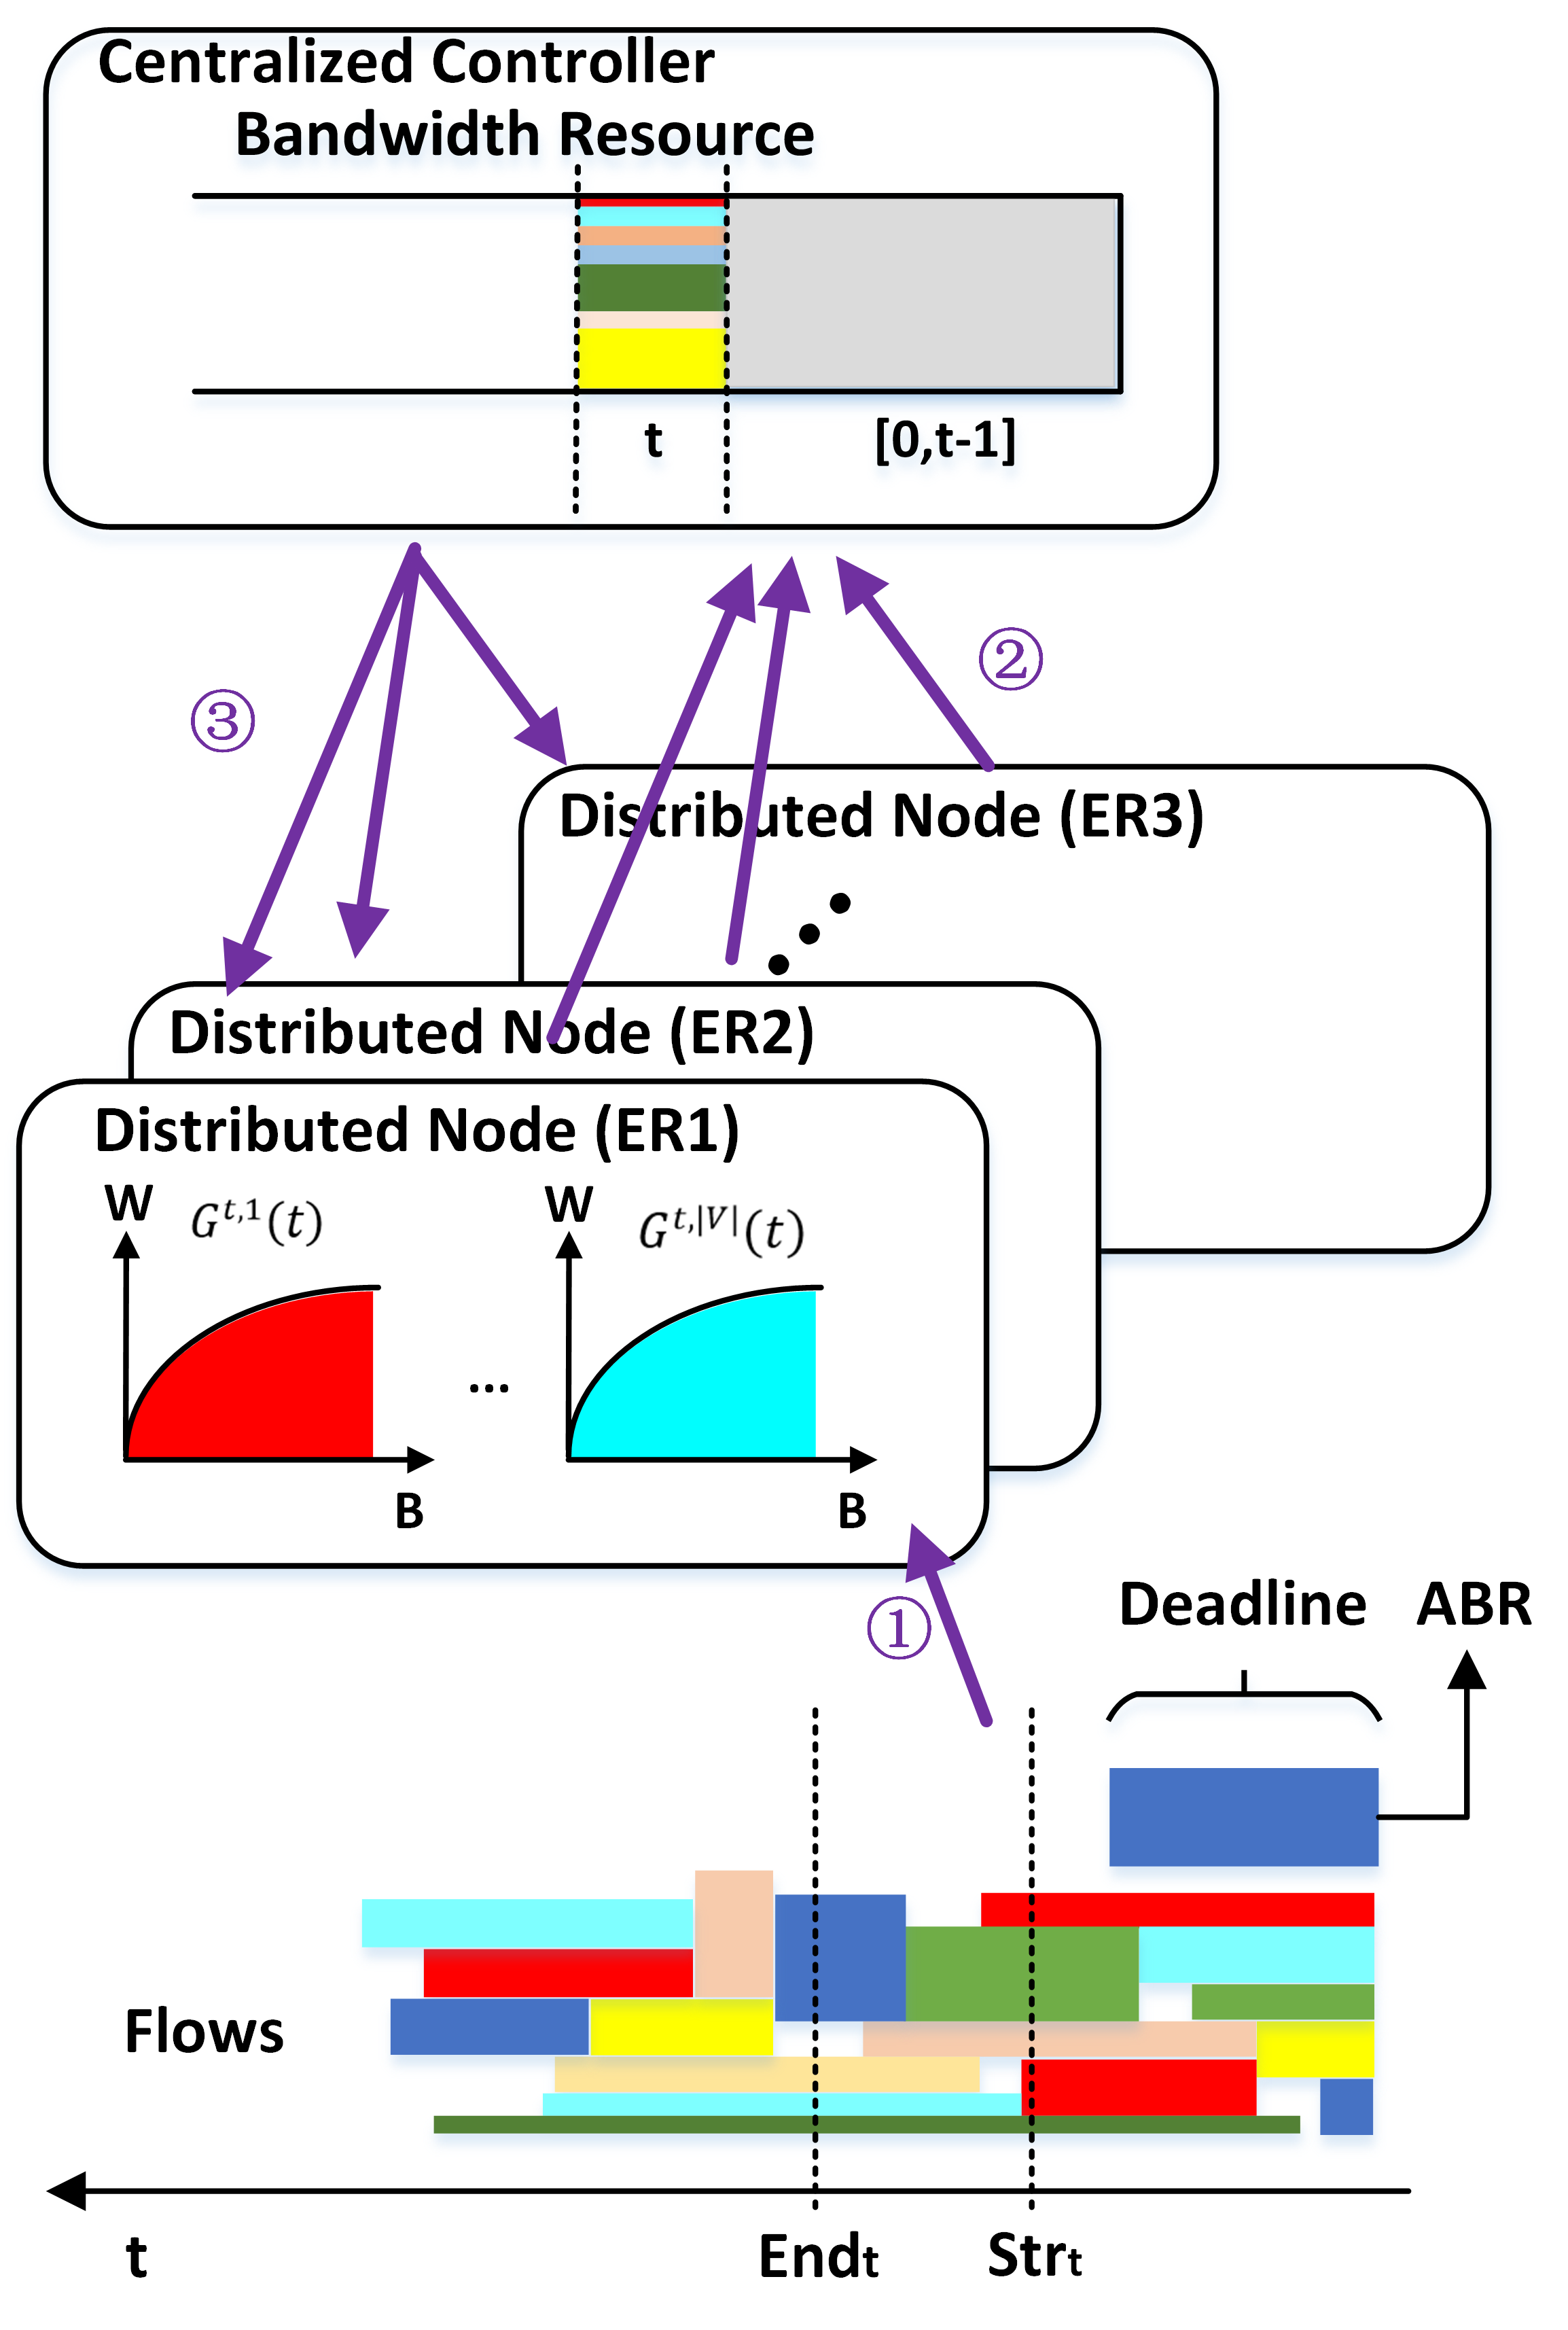 Centralized Controller
Bandwidth Resource
t
[0,t-1]
③
②
Distributed Node (ER3)
Distributed Node (ER2)
Distributed Node (ER1)
W
G^{t,1}(t)
W
G^{t,|V|}(t)
...
B
B
①
Deadline
ABR
Flows
t
Endt
Strt